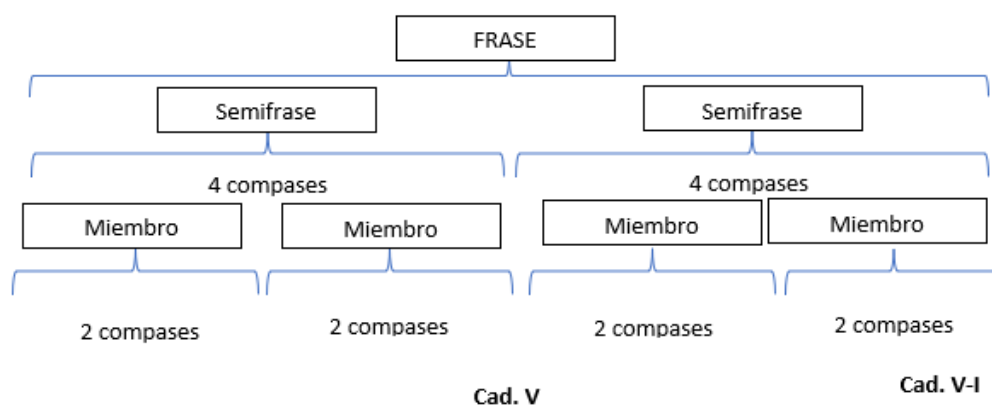 FRASE
Semifrase
Semifrase
4 compases
4 compases
Miembro
Miembro
Miembro
Miembro
2 compases
2 compases
2 compases
2 compases
Cad. V
Cad. V-I